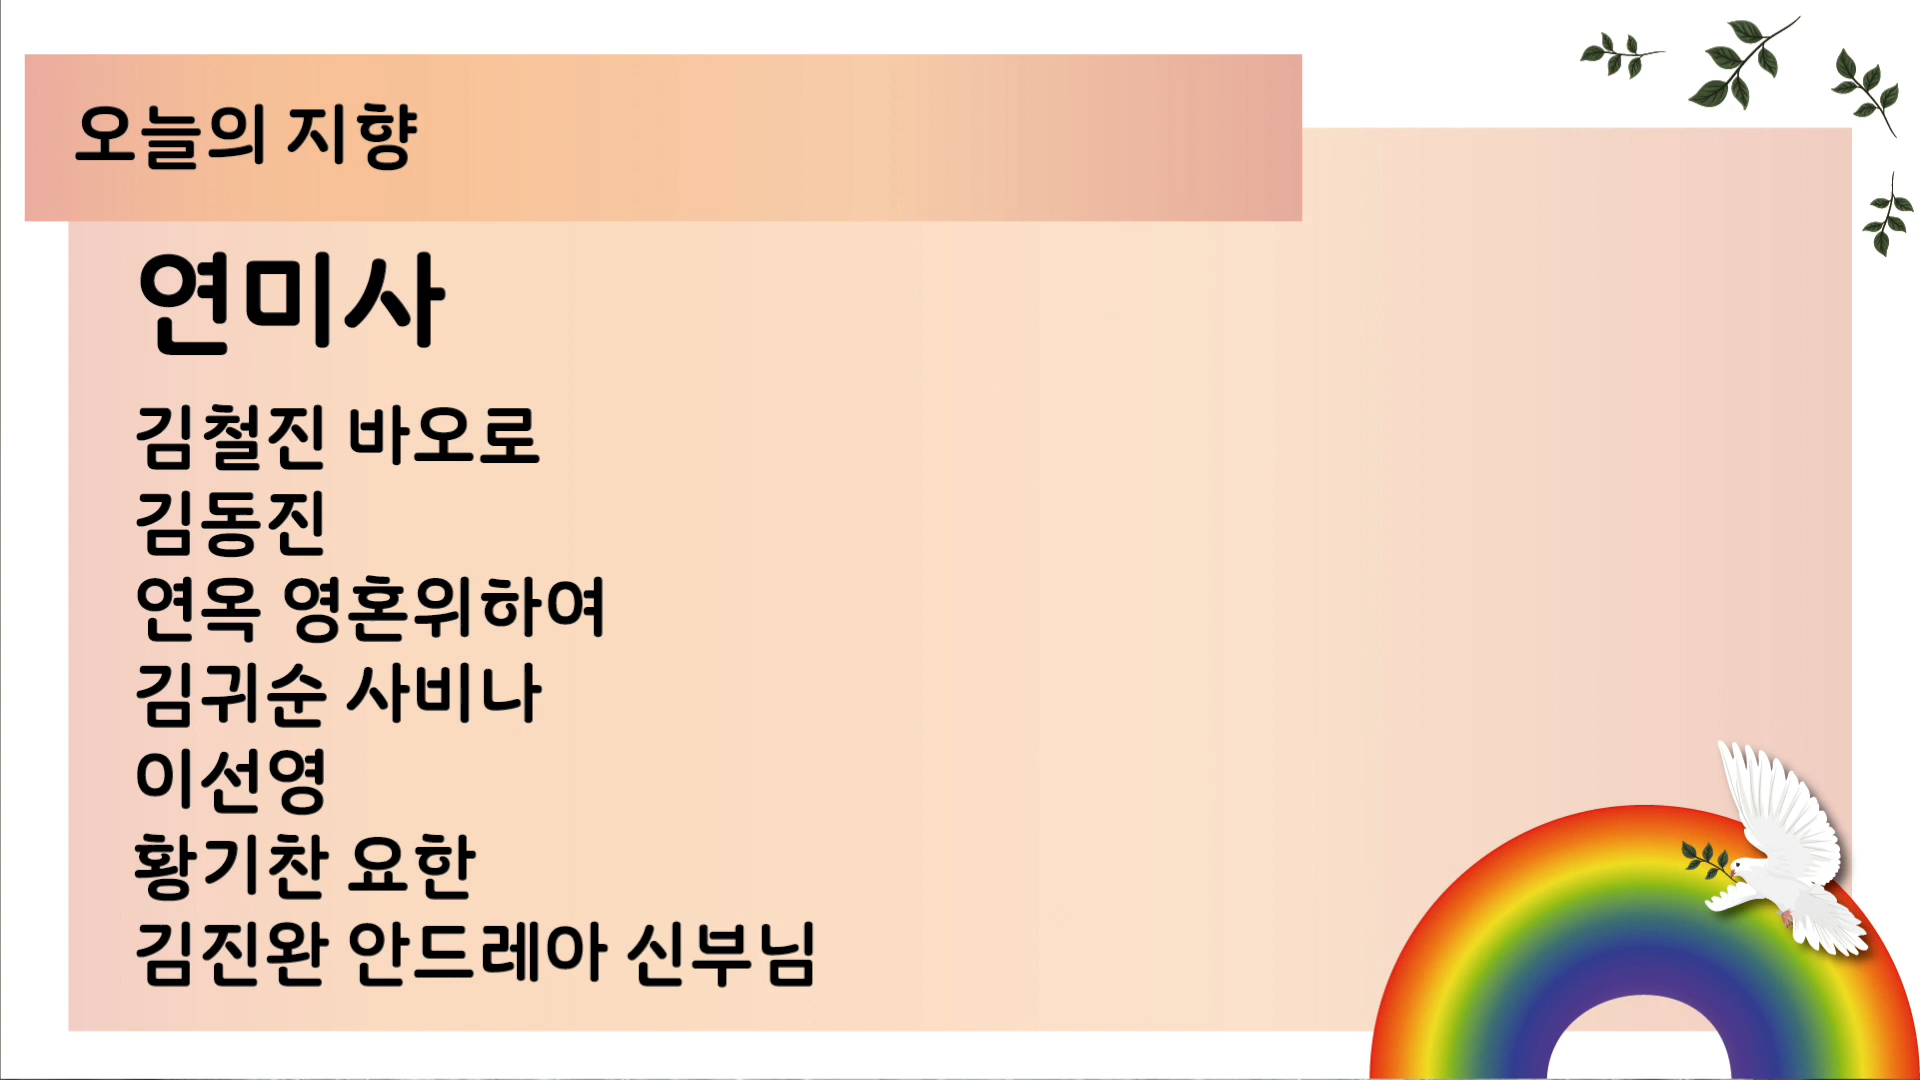 오늘의 지향
연미사
김철진 바오로
김동진
연옥 영혼위하여
김귀순 사비나
이선영
황기찬 요한
김진완 안드레아 신부님